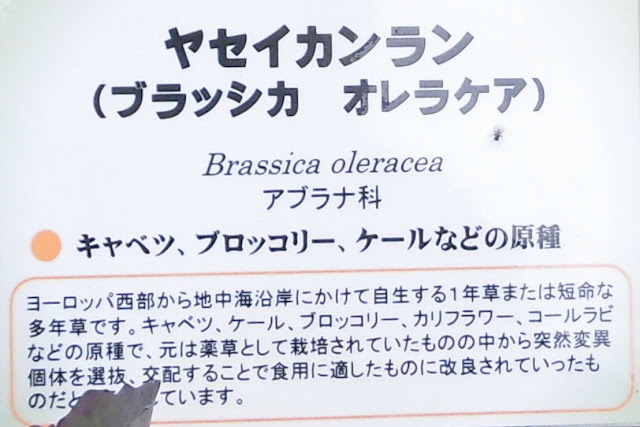 ヤセイカンラン
（ブラッシカ　オレラケア）
Brassica oleracea
アブラナ科
キャベツ、ブロッコリー、ケールなどの原種
ヨーロッパ西部から地中海沿岸にかけて自生する1年草または短命な
多年草です。キャベツ、ケール、ブロッコリー、カリフラワー、コールラビ
などの原種で、元は薬草として栽培されていたものの中から突然変異
個体を選抜、交配することで食用に適したものに改良されていったも
のだと ています。